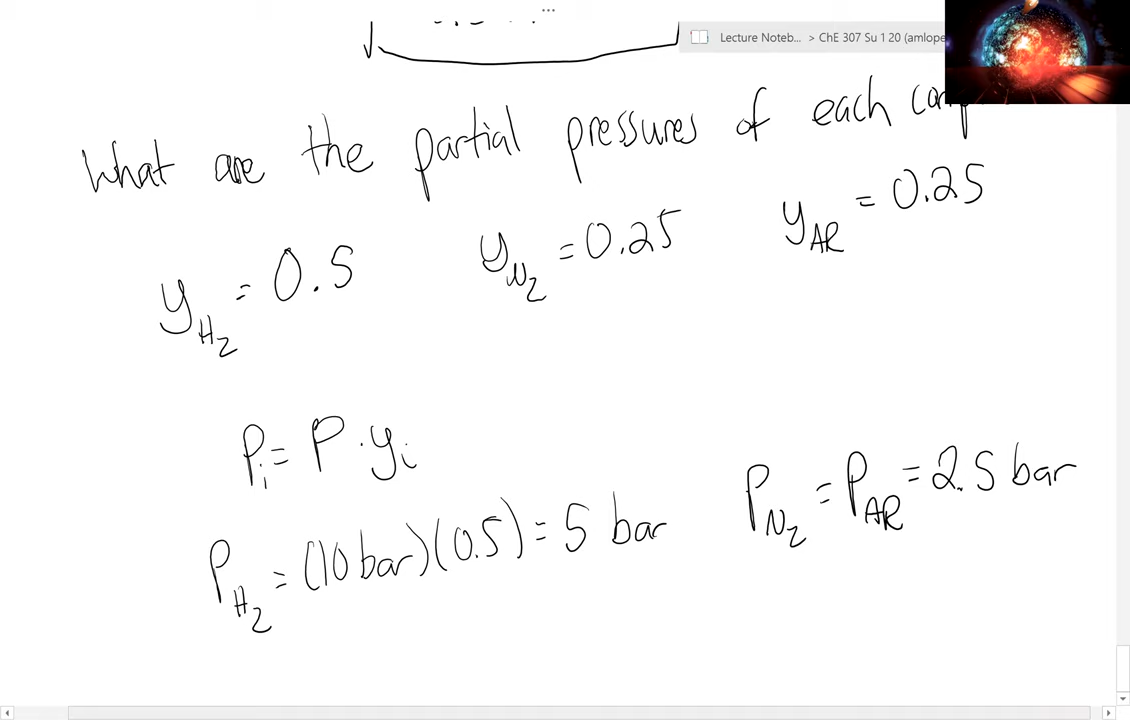 Lecture Noteb... > ChE 307 Su 1 20 (amlope
What are the partial pressures of each
y_H2 = 0.5 y_N2 = 0.25 y_AR = 0.25
P_i = P · y_i
P_H2 = (10 bar)(0.5) = 5 bar P_N2 = P_AR = 2.5 bar